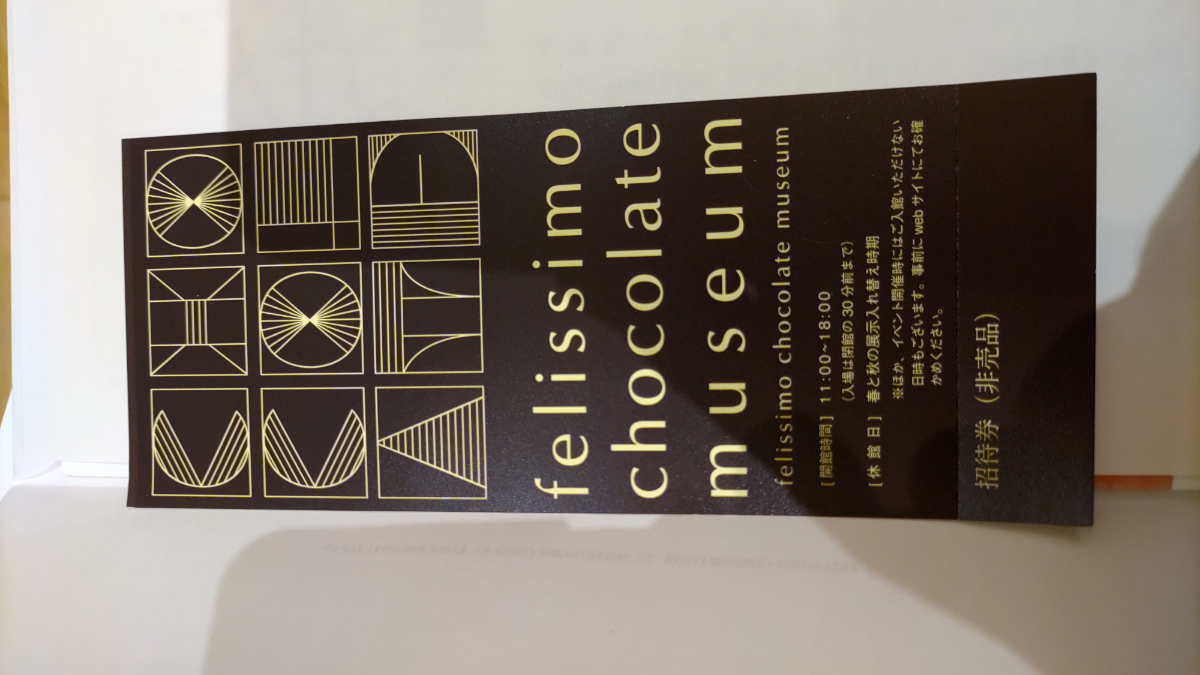 CHO
COL
ATE
felissimo
chocolate
museum
felissimo chocolate museum
[開館時間] 11:00~18:00
(入場は閉館の30分前まで)
[休 館 日] 春と秋の展示入れ替え時期
※ほか、イベント開催時にはご入館いただけない
日時もございます。事前にwebサイトにてお確
かめください。
招待券（非売品）